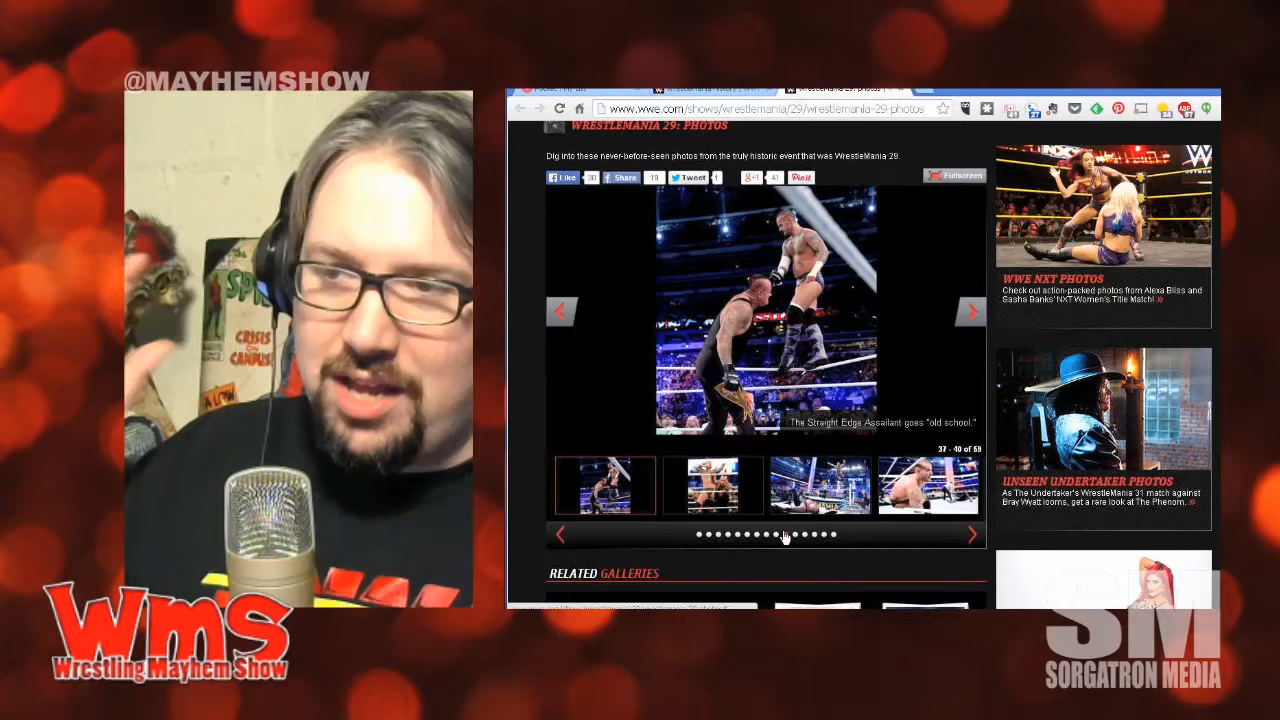 @MAYHEMSHOW
www.wwe.com/shows/wrestlemania/29/wrestlemania-29-photos
WRESTLEMANIA 29: PHOTOS
Dig into these never-before-seen photos from the truly historic event that was WrestleMania 29.
Like 30 Share 19 Tweet 1 g+1 41 Pin it
Fullscreen
The Straight Edge Assailant goes "old school."
37 - 40 of 59
RELATED GALLERIES
WWE NXT PHOTOS
Check out action-packed photos from Alexa Bliss and
Sasha Banks' NXT Women's Title Match!
UNSEEN UNDERTAKER PHOTOS
As The Undertaker's WrestleMania 31 match against
Bray Wyatt looms, get a rare look at The Phenom.
the
CRISIS
ON
CAMPUS!
WMS
Wrestling Mayhem Show
SM
SORGATRON MEDIA